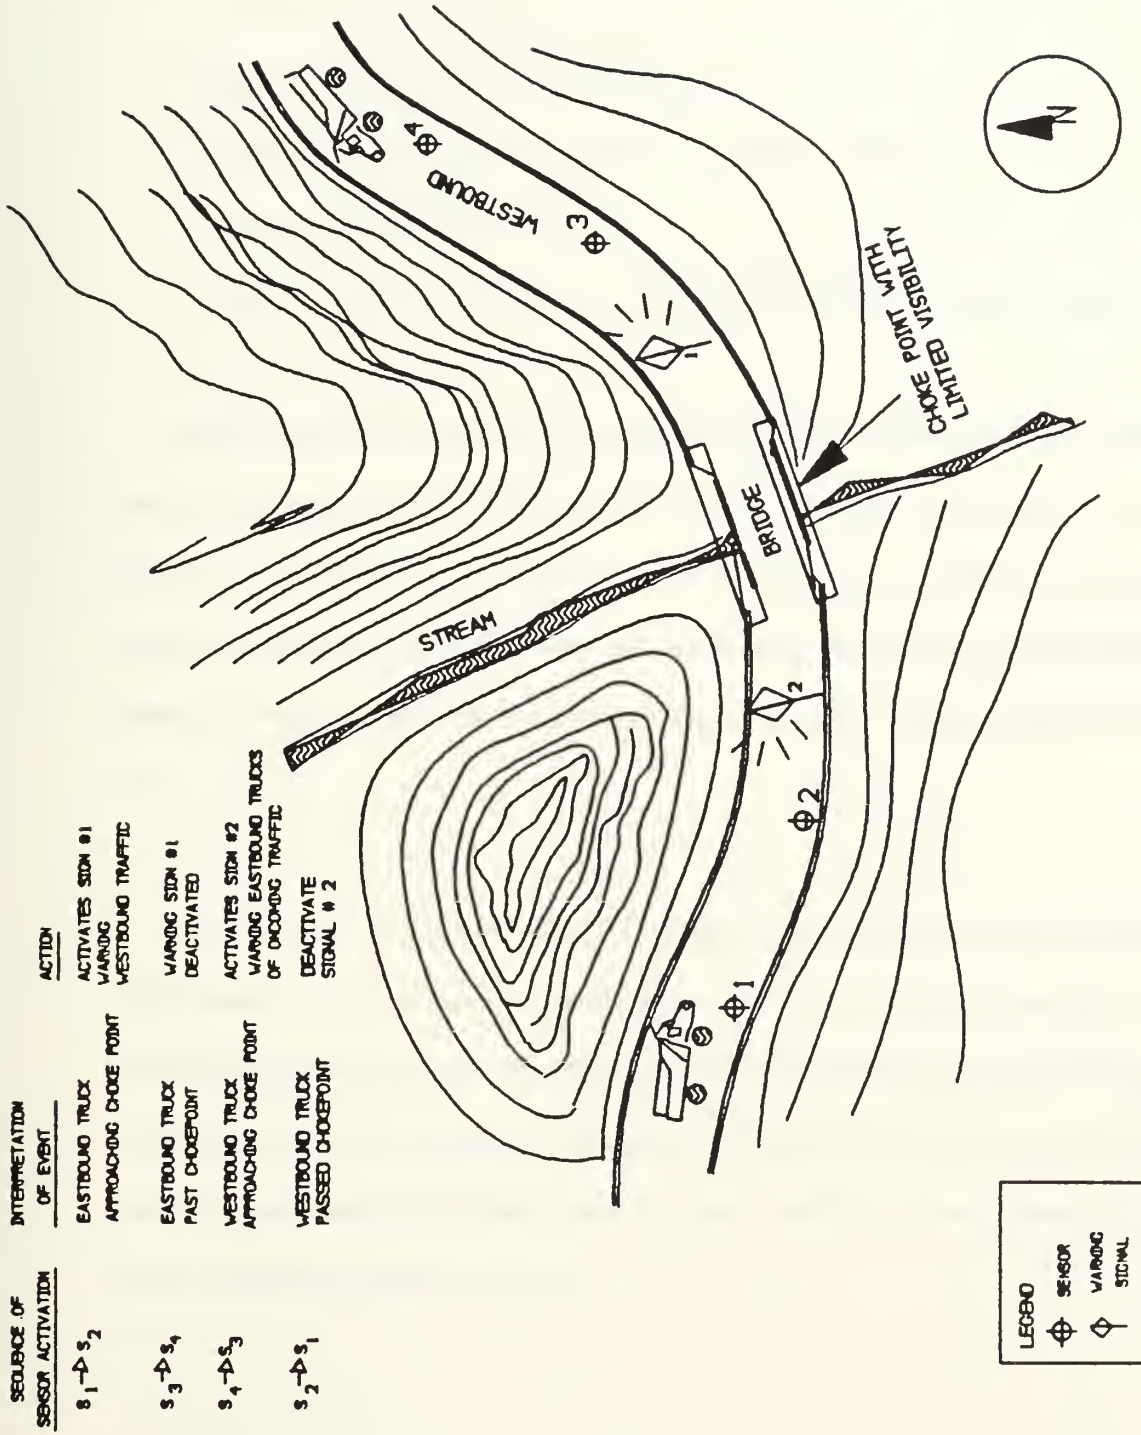 SEQUENCE OF
SENSOR ACTIVATION
INTERPRETATION
OF EVENT
ACTION
S1→S2
EASTBOUND TRUCK
APPROACHING CHOKE POINT
ACTIVATES SIGN #1
WARNING
WESTBOUND TRAFFIC
S3→S4
EASTBOUND TRUCK
PAST CHOKEPOINT
WARNING SIGN #1
DEACTIVATED
S4→S3
WESTBOUND TRUCK
APPROACHING CHOKE POINT
ACTIVATES SIGN #2
WARNING EASTBOUND TRUCKS
OF ONCOMING TRAFFIC
S2→S1
WESTBOUND TRUCK
PASSED CHOKEPOINT
DEACTIVATE
SIGNAL # 2
STREAM
BRIDGE
WESTBOUND
1
2
3
4
1
2
CHOKE POINT WITH
LIMITED VISIBILITY
N
LEGEND
SENSOR
WARNING
SIGNAL